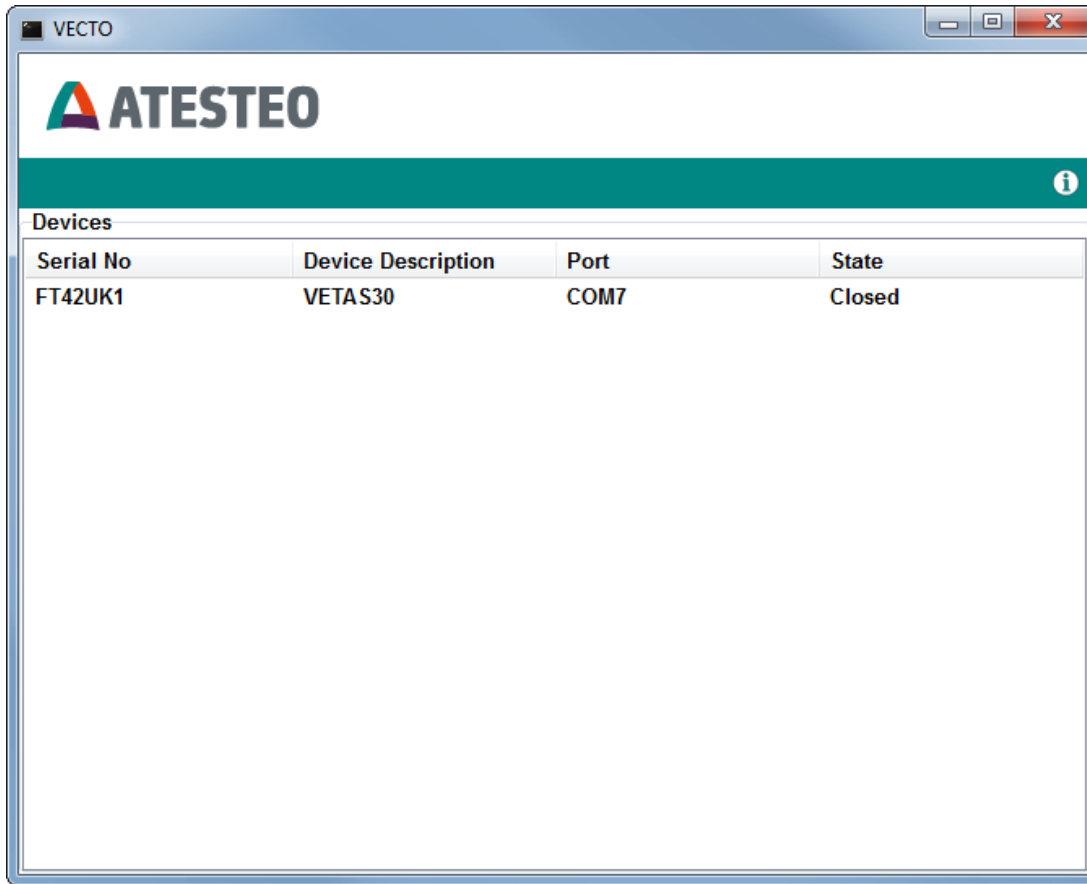 VECTO
ATESTEO
Devices
Serial No Device Description Port State
FT42UK1 VETAS30 COM7 Closed